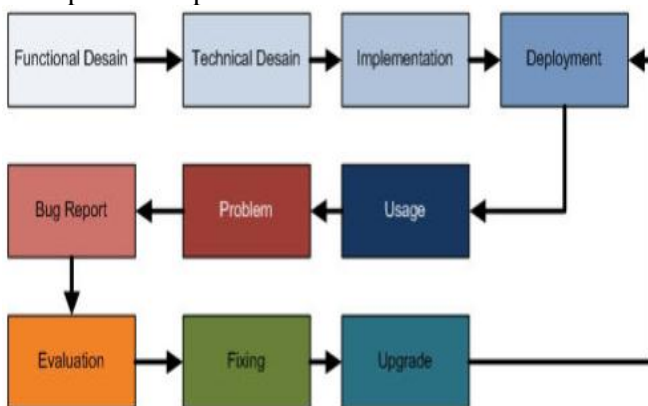 Functional Desain
Technical Desain
Implementation
Deployment
Bug Report
Problem
Usage
Evaluation
Fixing
Upgrade